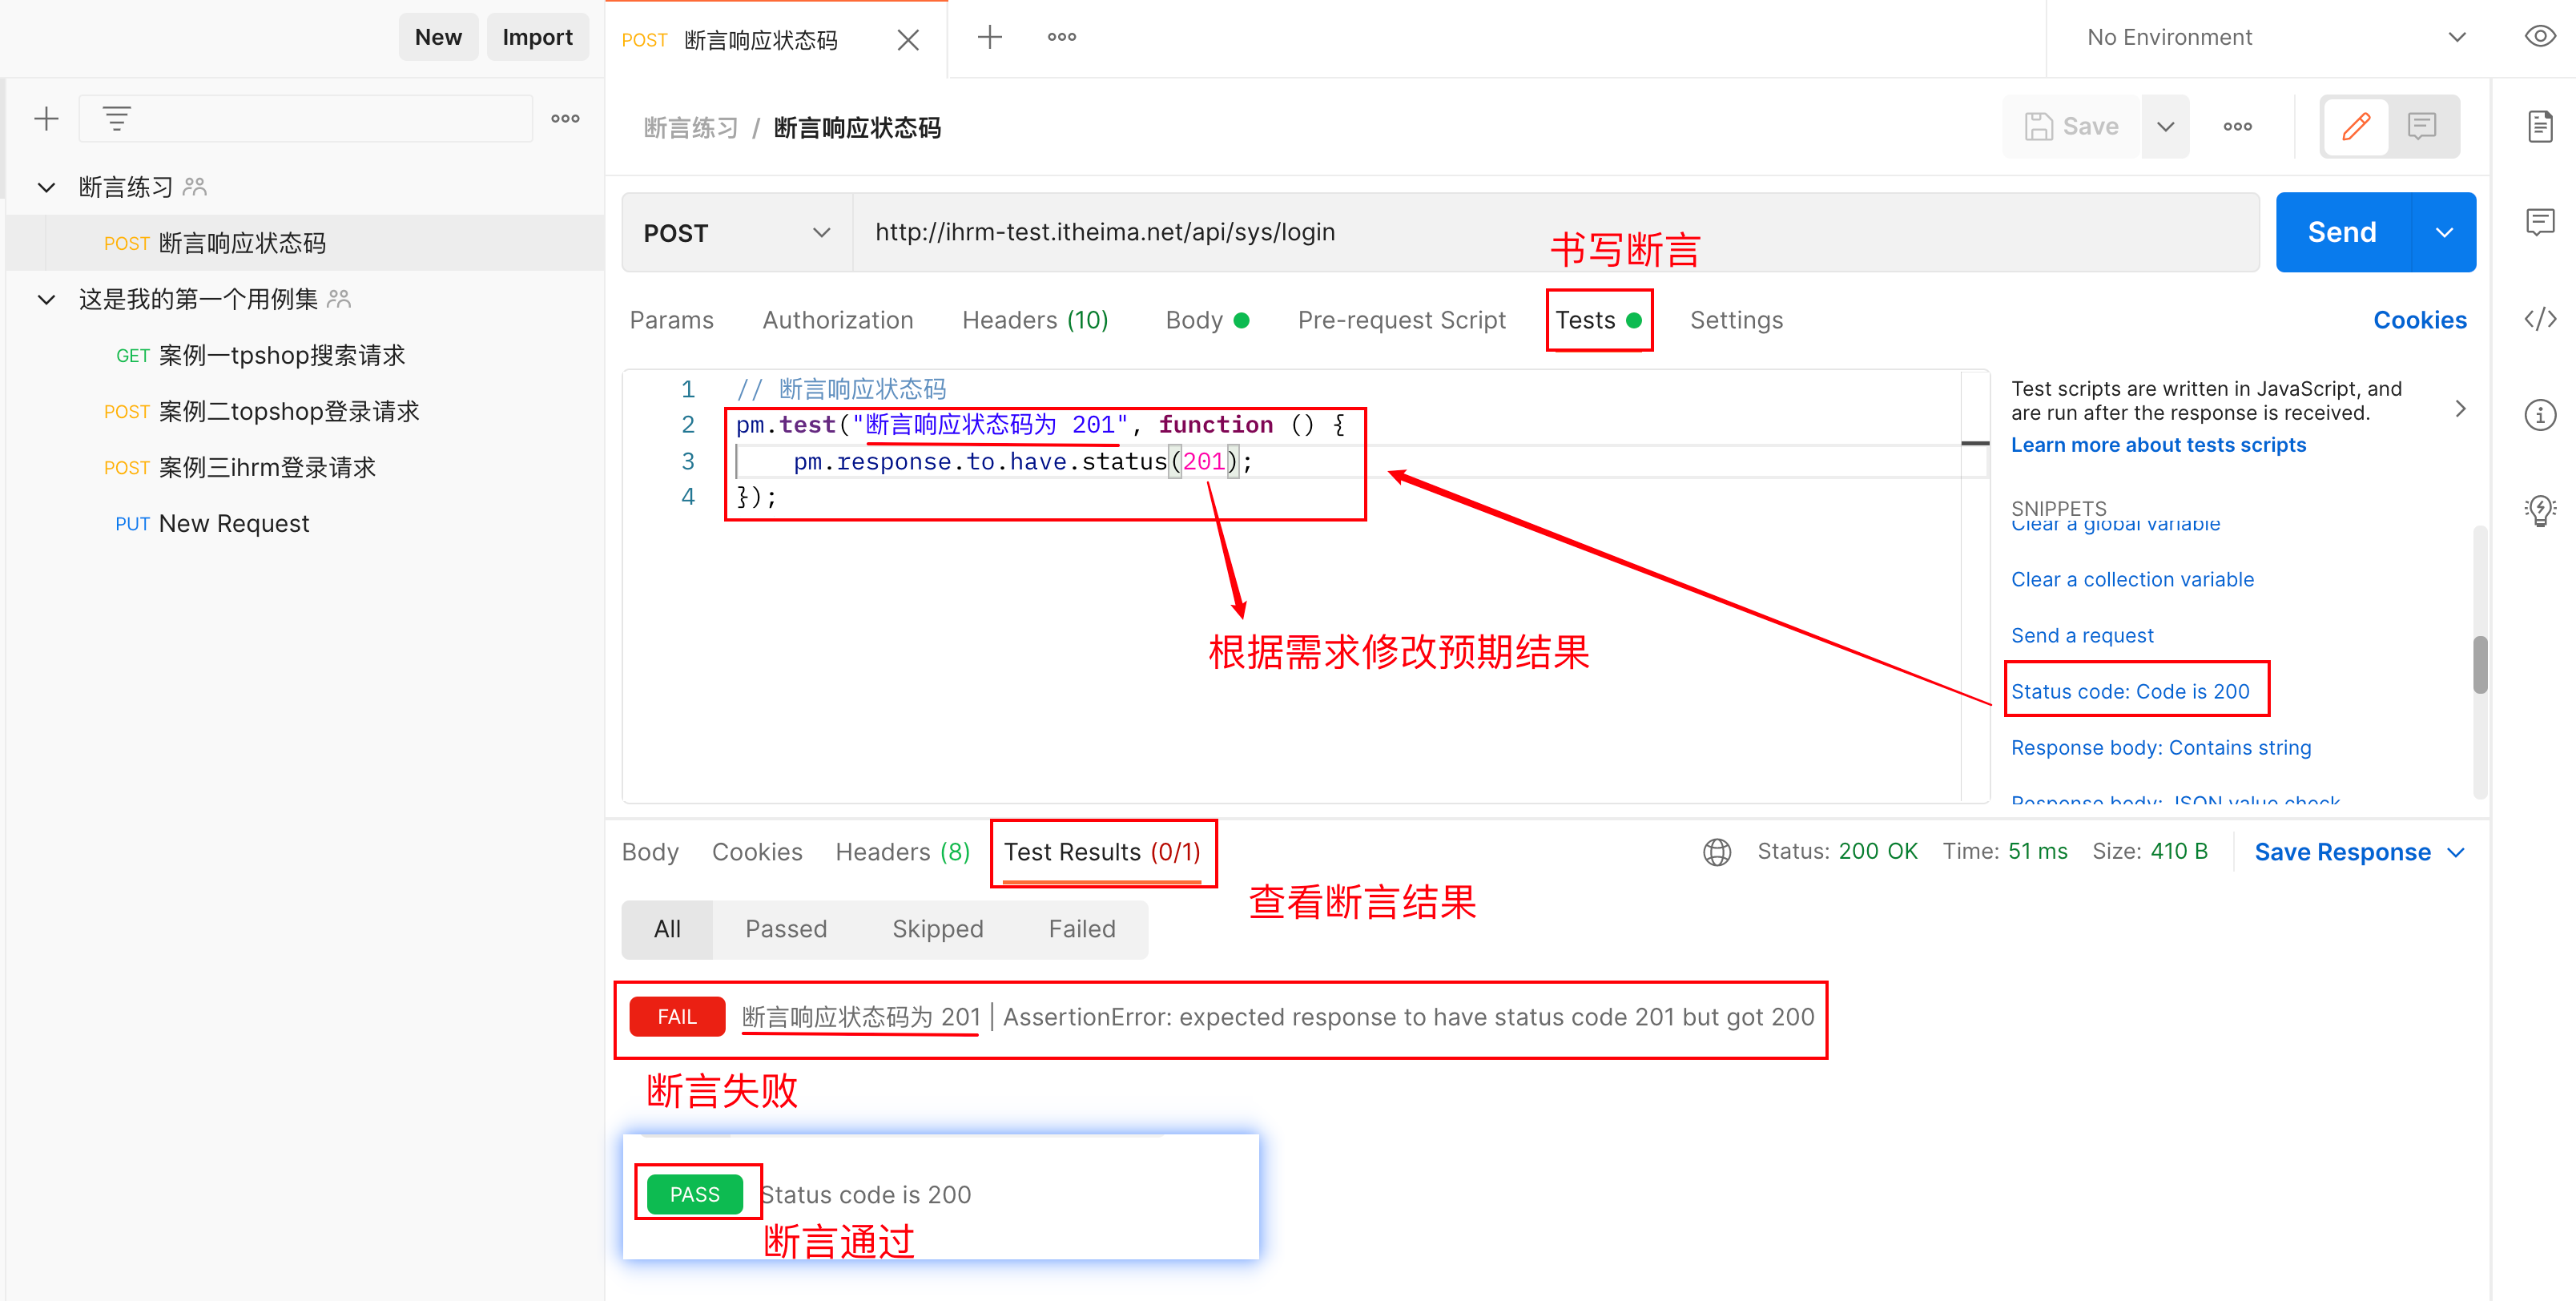 New
Import
POST 断言响应状态码
No Environment
断言练习 / 断言响应状态码
Save
断言练习
POST 断言响应状态码
这是我的第一个用例集
GET 案例一tpshop搜索请求
POST 案例二topshop登录请求
POST 案例三ihrm登录请求
PUT New Request
POST
http://ihrm-test.itheima.net/api/sys/login
书写断言
Send
Params Authorization Headers (10) Body Pre-request Script Tests Settings Cookies
1 // 断言响应状态码
2 pm.test("断言响应状态码为 201", function () {
3 pm.response.to.have.status(201);
4 });
根据需求修改预期结果
Test scripts are written in JavaScript, and
are run after the response is received.
Learn more about tests scripts
SNIPPETS
Clear a global variable
Clear a collection variable
Send a request
Status code: Code is 200
Response body: Contains string
Response body: JSON value check
Body Cookies Headers (8) Test Results (0/1)
Status: 200 OK Time: 51 ms Size: 410 B Save Response
查看断言结果
All Passed Skipped Failed
FAIL 断言响应状态码为 201 | AssertionError: expected response to have status code 201 but got 200
断言失败
PASS Status code is 200
断言通过